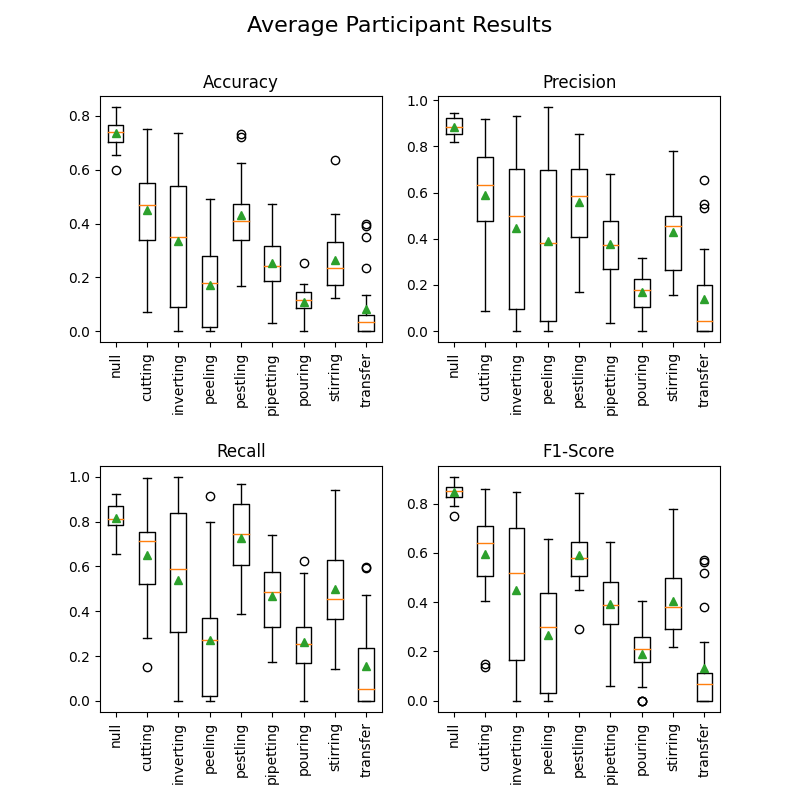 Average Participant Results
Accuracy
0.8
0.6
0.4
0.2
0.0
null
cutting
inverting
peeling
pestling
pipetting
pouring
stirring
transfer
Precision
1.0
0.8
0.6
0.4
0.2
0.0
null
cutting
inverting
peeling
pestling
pipetting
pouring
stirring
transfer
Recall
1.0
0.8
0.6
0.4
0.2
0.0
null
cutting
inverting
peeling
pestling
pipetting
pouring
stirring
transfer
F1-Score
0.8
0.6
0.4
0.2
0.0
null
cutting
inverting
peeling
pestling
pipetting
pouring
stirring
transfer